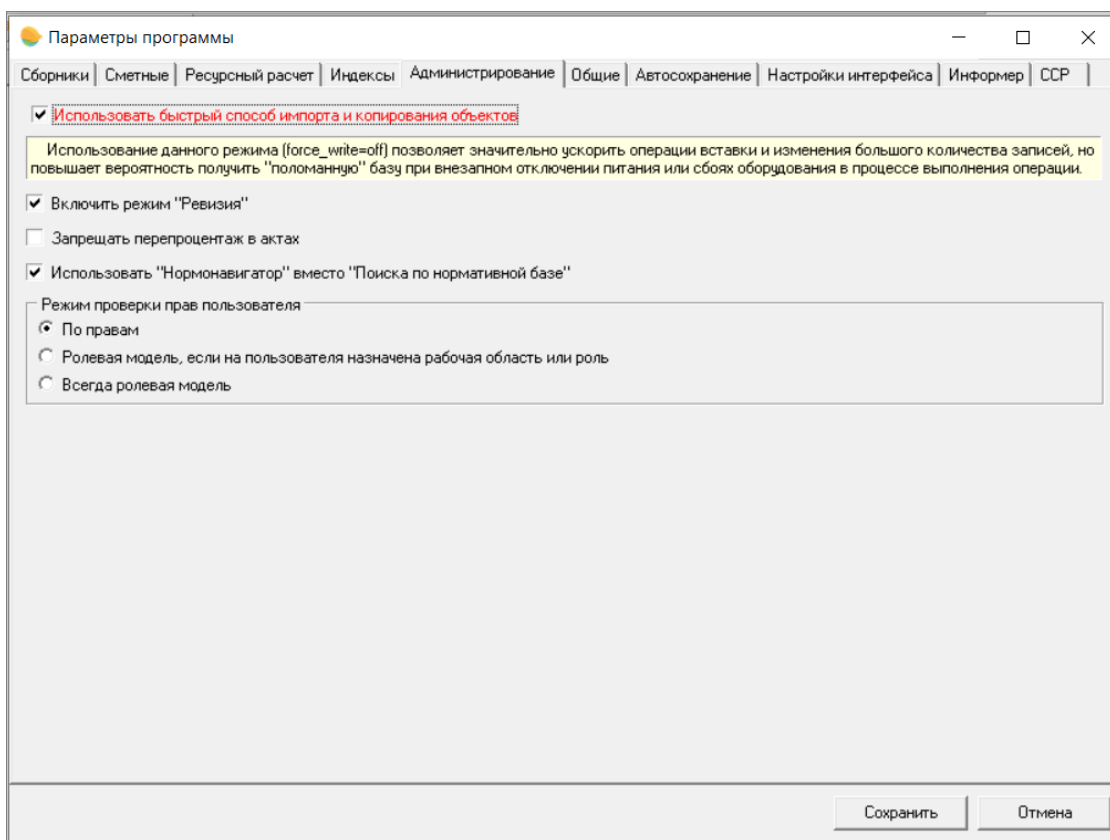 Параметры программы
Сборники Сметные Ресурсный расчет Индексы Администрирование Общие Автосохранение Настройки интерфейса Информер ССР
Использовать быстрый способ импорта и копирования объектов
Использование данного режима (force_write=off) позволяет значительно ускорить операции вставки и изменения большого количества записей, но
повышает вероятность получить "поломанную" базу при внезапном отключении питания или сбоях оборудования в процессе выполнения операции.
Включить режим "Ревизия"
Запрещать перепроцентаж в актах
Использовать "Нормонавигатор" вместо "Поиска по нормативной базе"
Режим проверки прав пользователя
По правам
Ролевая модель, если на пользователя назначена рабочая область или роль
Всегда ролевая модель
Сохранить Отмена